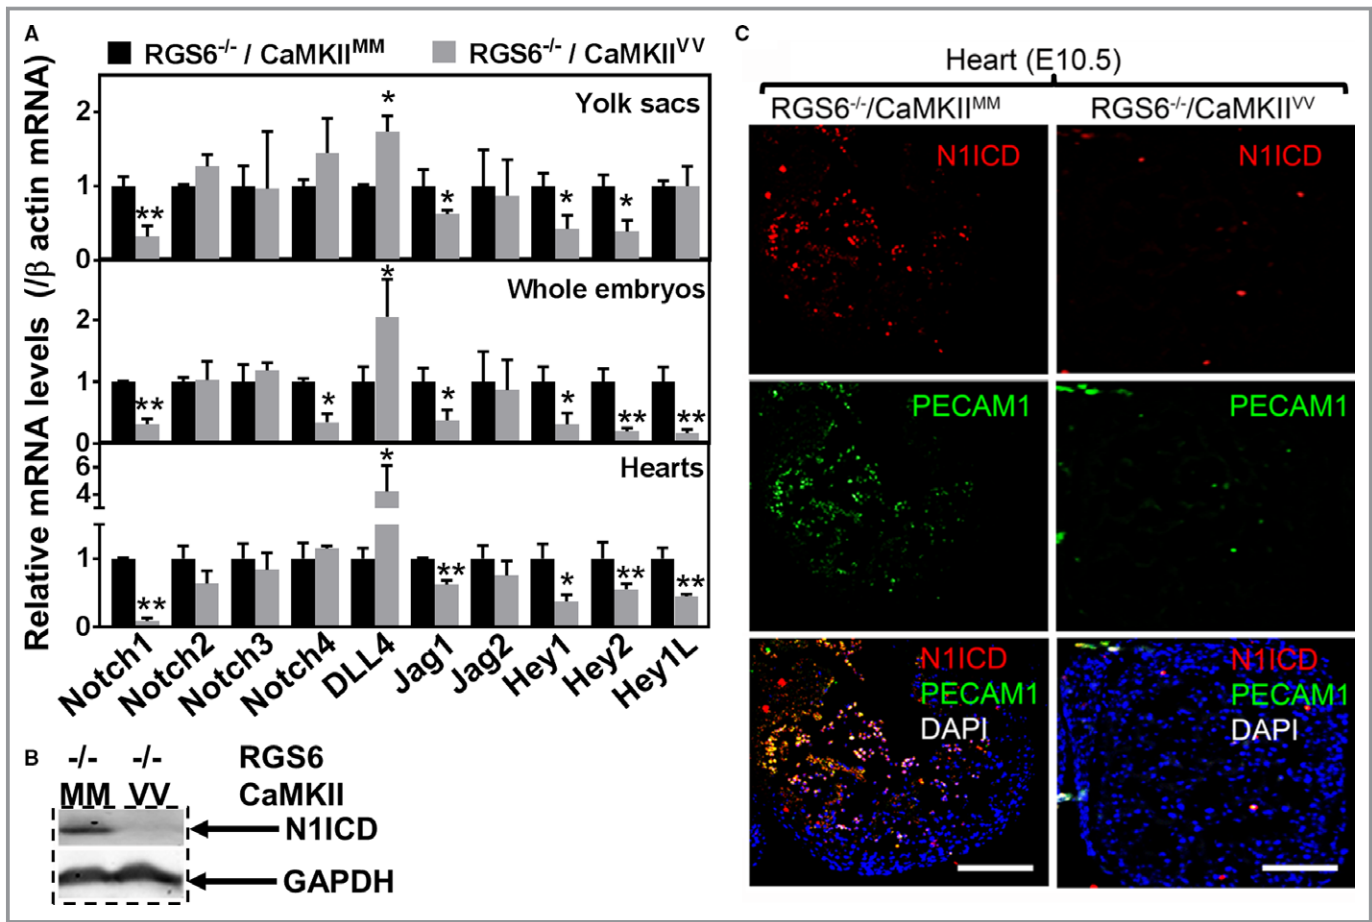 A
RGS6-/- / CaMKIIMM
RGS6-/- / CaMKIIVV
Relative mRNA levels (/β actin mRNA)
Yolk sacs
2
1
0
** * * * *
Whole embryos
2
1
0
** * * * * ** **
Hearts
6
4
1
0
** * ** * ** **
Notch1 Notch2 Notch3 Notch4 DLL4 Jag1 Jag2 Hey1 Hey2 Hey1L
B
-/- -/- RGS6
MM VV CaMKII
N1ICD
GAPDH
C
Heart (E10.5)
RGS6-/-/CaMKIIMM
RGS6-/-/CaMKIIVV
N1ICD
N1ICD
PECAM1
PECAM1
N1ICD
PECAM1
DAPI
N1ICD
PECAM1
DAPI